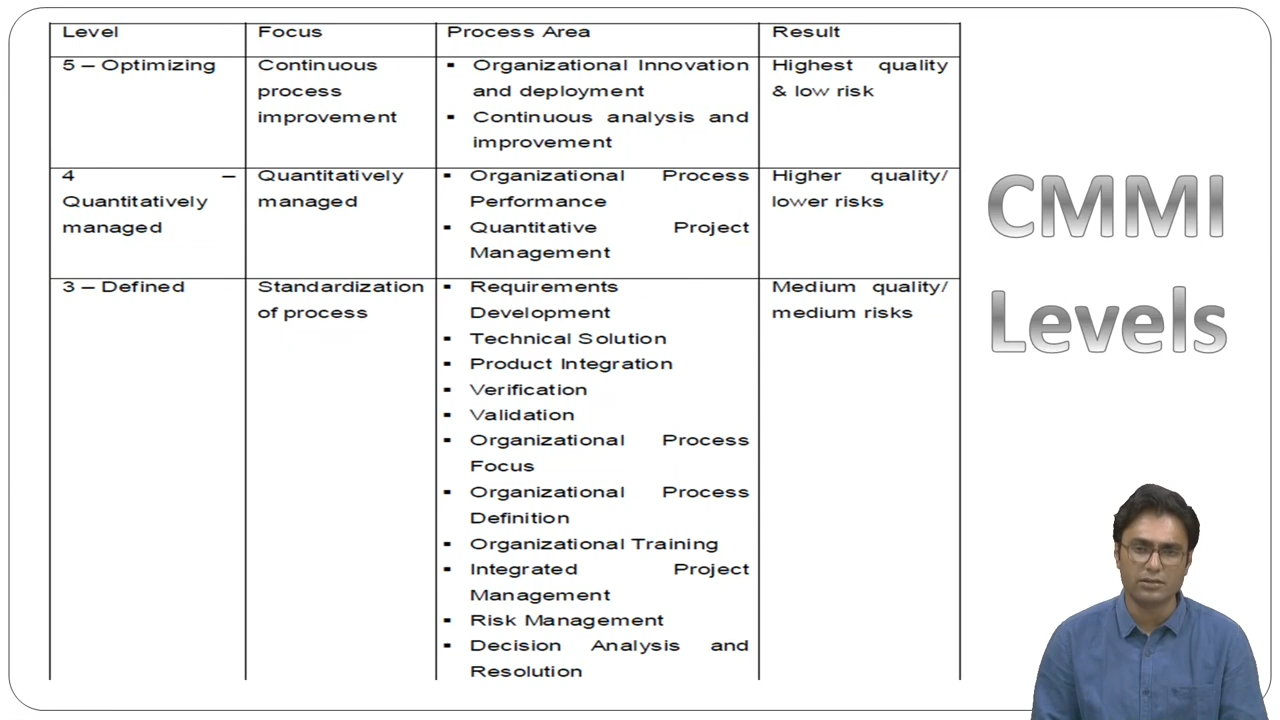 Level Focus Process Area Result
5 – Optimizing
Continuous
process
improvement
▪ Organizational Innovation
and deployment
▪ Continuous analysis and
improvement
Highest quality
& low risk
4 –
Quantitatively
managed
Quantitatively
managed
▪ Organizational Process
Performance
▪ Quantitative Project
Management
Higher quality/
lower risks
3 – Defined
Standardization
of process
▪ Requirements
Development
▪ Technical Solution
▪ Product Integration
▪ Verification
▪ Validation
▪ Organizational Process
Focus
▪ Organizational Process
Definition
▪ Organizational Training
▪ Integrated Project
Management
▪ Risk Management
▪ Decision Analysis and
Resolution
Medium quality/
medium risks
CMMI
Levels